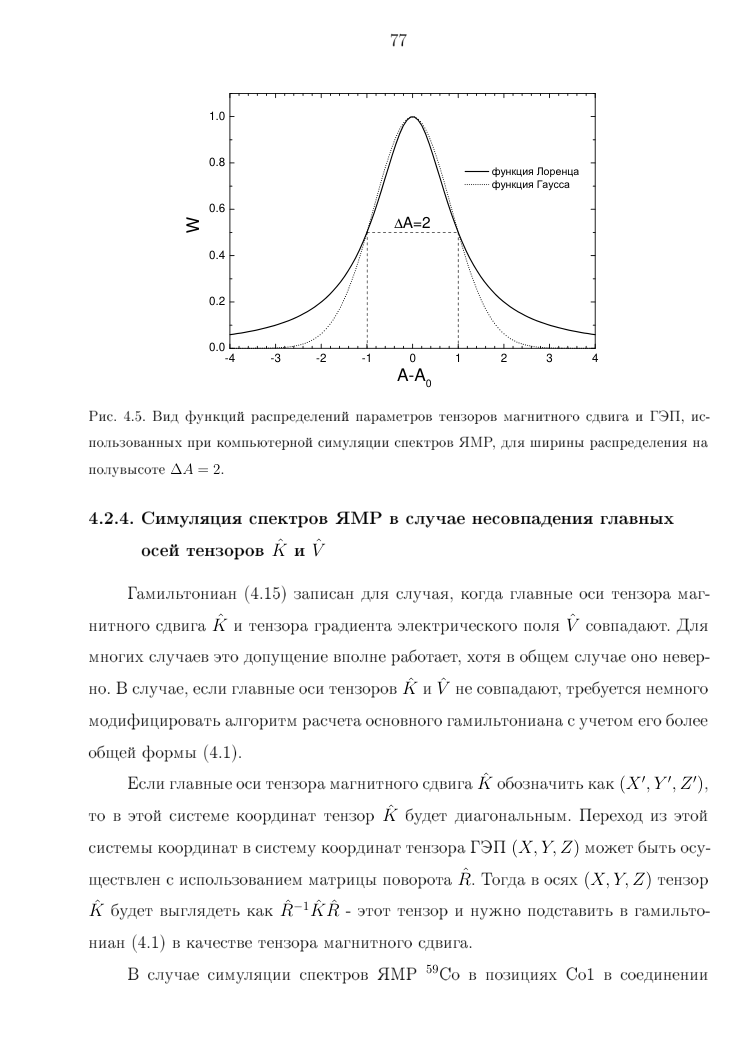 77
1.0
0.8
0.6
0.4
0.2
0.0
W
функция Лоренца
функция Гаусса
ΔA=2
-4 -3 -2 -1 0 1 2 3 4
A-A₀
Рис. 4.5. Вид функций распределений параметров тензоров магнитного сдвига и ГЭП, ис-
пользованных при компьютерной симуляции спектров ЯМР, для ширины распределения на
полувысоте ΔA = 2.
4.2.4. Симуляция спектров ЯМР в случае несовпадения главных
осей тензоров K̂ и V̂
Гамильтониан (4.15) записан для случая, когда главные оси тензора маг-
нитного сдвига K̂ и тензора градиента электрического поля V̂ совпадают. Для
многих случаев это допущение вполне работает, хотя в общем случае оно невер-
но. В случае, если главные оси тензоров K̂ и V̂ не совпадают, требуется немного
модифицировать алгоритм расчета основного гамильтониана с учетом его более
общей формы (4.1).
Если главные оси тензора магнитного сдвига K̂ обозначить как (X′, Y′, Z′),
то в этой системе координат тензор K̂ будет диагональным. Переход из этой
системы координат в систему координат тензора ГЭП (X, Y, Z) может быть осу-
ществлен с использованием матрицы поворота R̂. Тогда в осях (X, Y, Z) тензор
K̂ будет выглядеть как R̂⁻¹K̂R̂ - этот тензор и нужно подставить в гамильто-
ниан (4.1) в качестве тензора магнитного сдвига.
В случае симуляции спектров ЯМР ⁵⁹Co в позициях Co1 в соединении